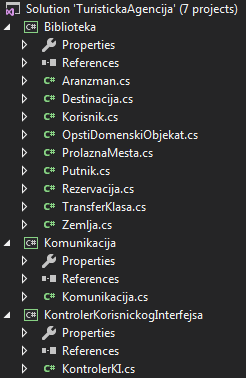 Solution 'TuristickaAgencija' (7 projects)
C# Biblioteka
Properties
References
C# Aranzman.cs
C# Destinacija.cs
C# Korisnik.cs
C# OpstiDomenskiObjekat.cs
C# ProlaznaMesta.cs
C# Putnik.cs
C# Rezervacija.cs
C# TransferKlasa.cs
C# Zemlja.cs
C# Komunikacija
Properties
References
C# Komunikacija.cs
C# KontrolerKorisnickogInterfejsa
Properties
References
C# KontrolerKI.cs